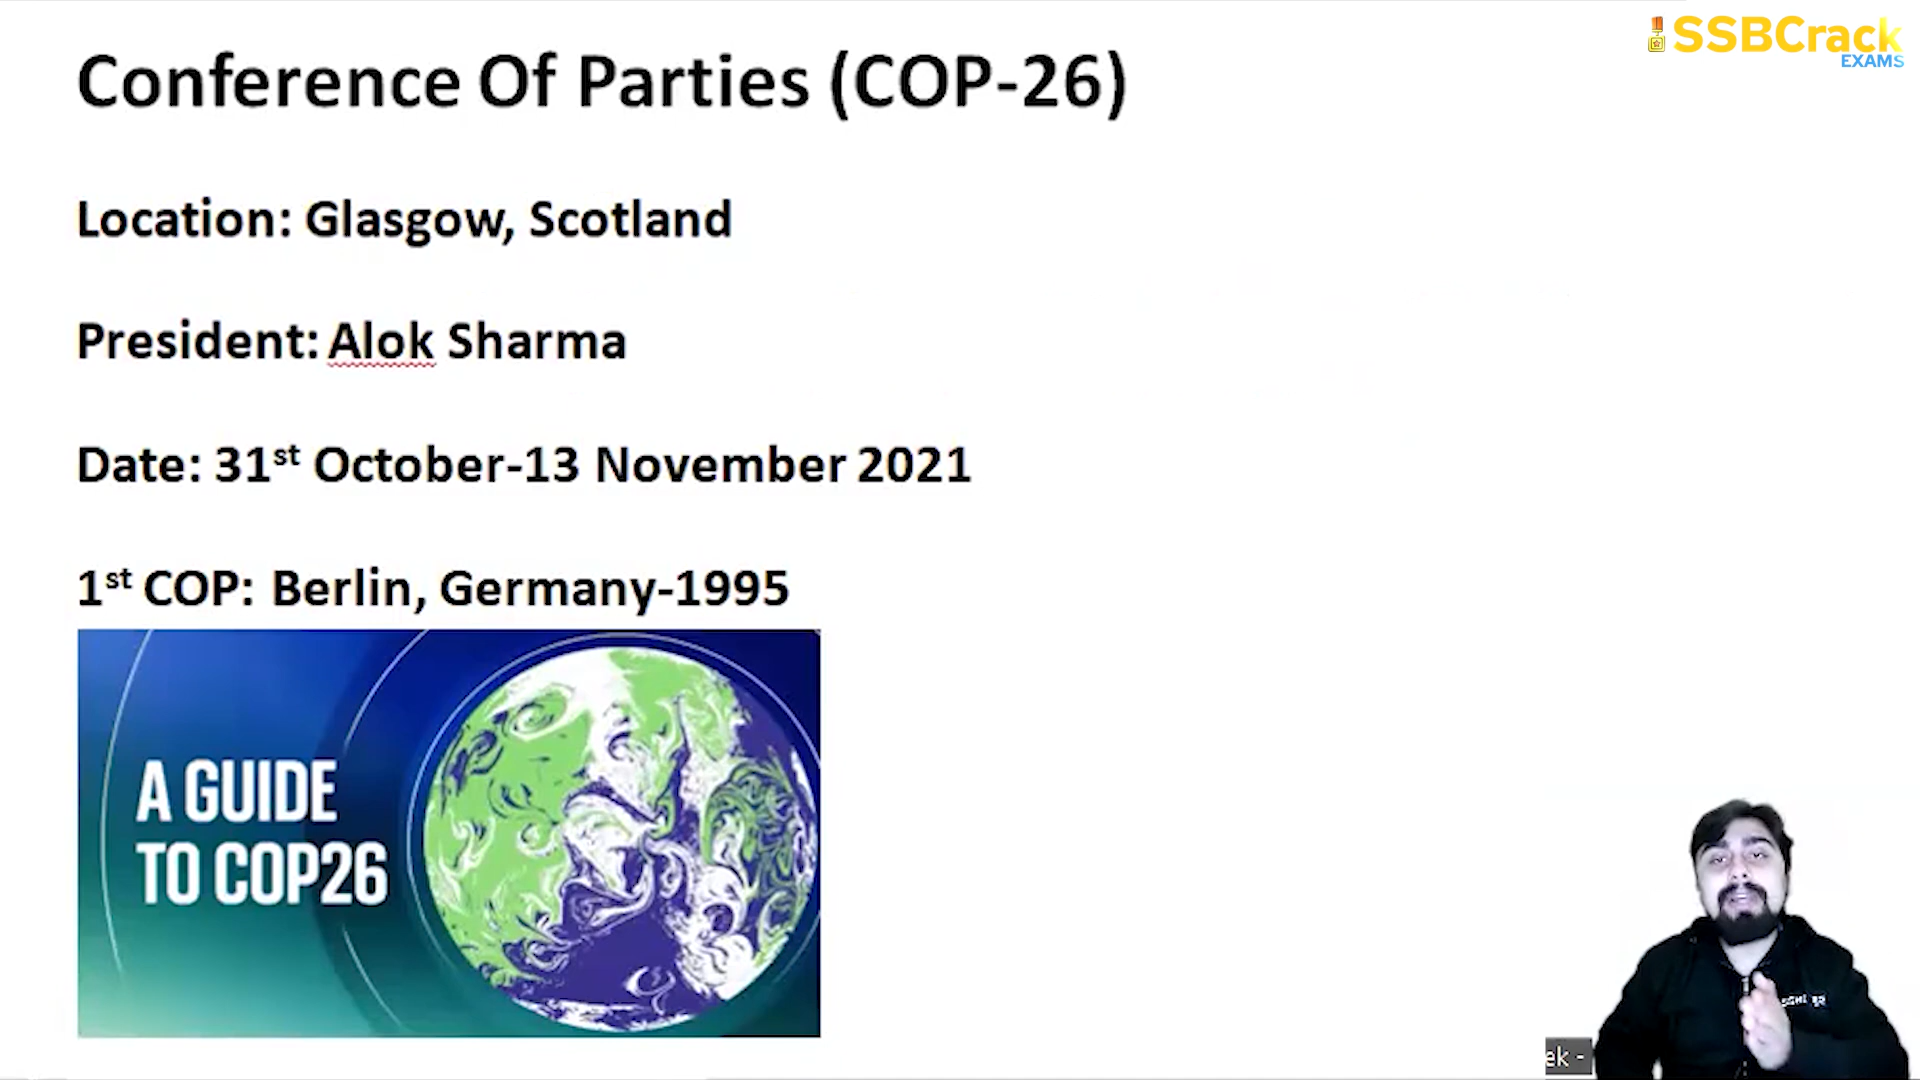 SSBCrack
EXAMS
Conference Of Parties (COP-26)
Location: Glasgow, Scotland
President: Alok Sharma
Date: 31st October-13 November 2021
1st COP: Berlin, Germany-1995
A GUIDE
TO COP26
ek -